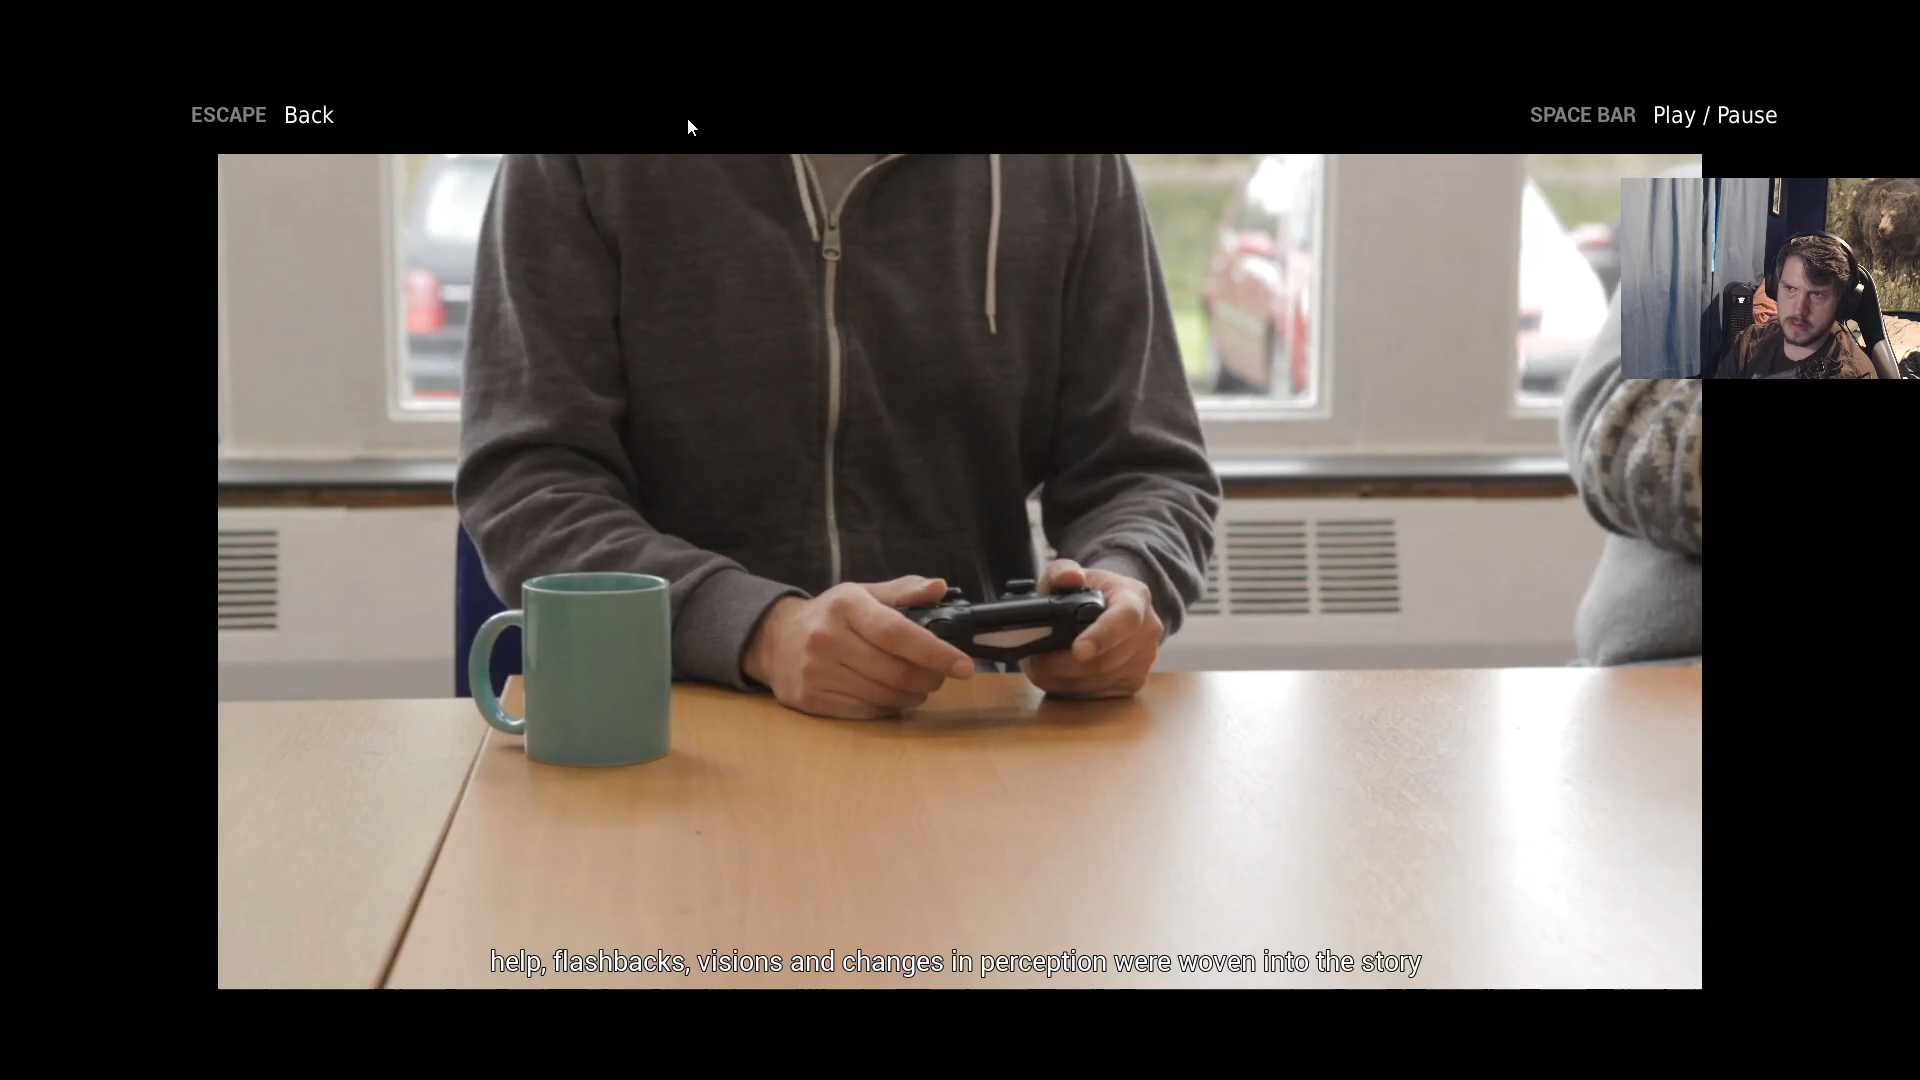 ESCAPE Back
SPACE BAR Play / Pause
help, flashbacks, visions and changes in perception were woven into the story